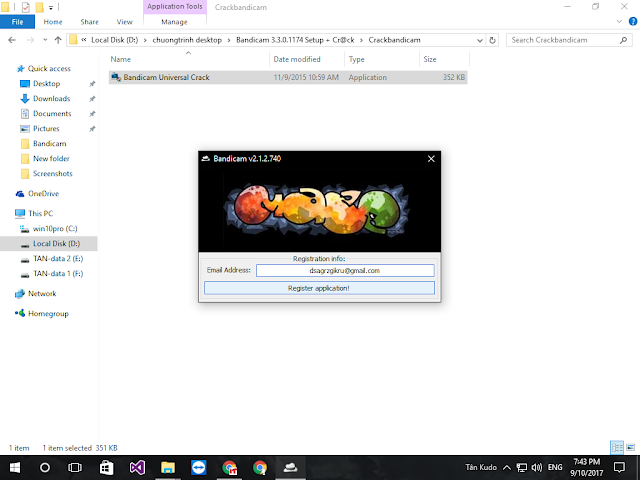 Application Tools
Crackbandicam
File
Home
Share
View
Manage
« Local Disk (D:) › chuongtrinh desktop › Bandicam 3.3.0.1174 Setup + Cr@ck › Crackbandicam
Search Crackbandicam
Name
Date modified
Type
Size
Quick access
Bandicam Universal Crack
11/9/2015 10:59 AM
Application
352 KB
Desktop
Downloads
Documents
Pictures
Bandicam
New folder
Screenshots
OneDrive
This PC
win10pro (C:)
Local Disk (D:)
TAN-data 2 (E:)
TAN-data 1 (F:)
Network
Homegroup
Bandicam v2.1.2.740
Registration info:
Email Address:
dsagrzgikru@gmail.com
Register application!
1 item
1 item selected 351 KB
Tân Kudo
ENG
7:43 PM
9/10/2017